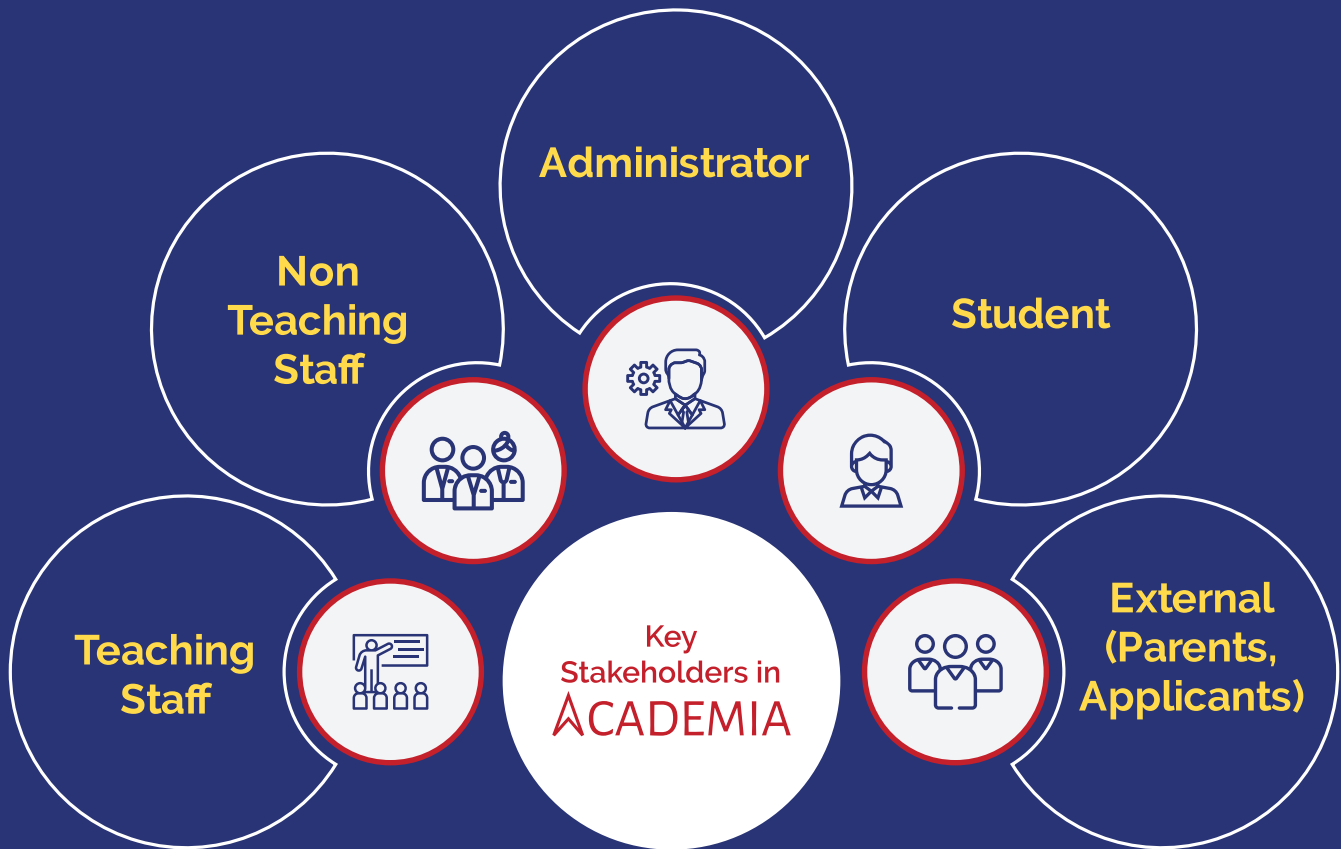 Administrator
Non
Teaching
Staff
Student
Teaching
Staff
External
(Parents,
Applicants)
Key
Stakeholders in
ACADEMIA